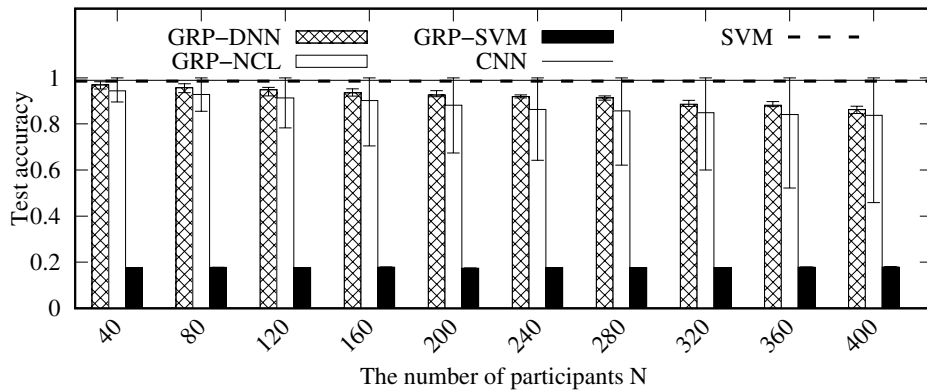 GRP−DNN GRP−SVM SVM
GRP−NCL CNN
Test accuracy
1
0.8
0.6
0.4
0.2
0
40 80 120 160 200 240 280 320 360 400
The number of participants N